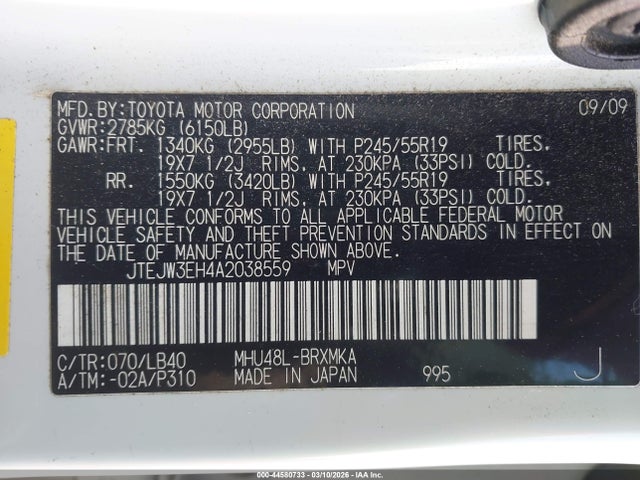 MFD.BY:TOYOTA MOTOR CORPORATION 09/09
GVWR:2785KG (6150LB)
GAWR:FRT. 1340KG (2955LB) WITH P245/55R19 TIRES.
19X7 1/2J RIMS, AT 230KPA (33PSI) COLD.
RR. 1550KG (3420LB) WITH P245/55R19 TIRES.
19X7 1/2J RIMS, AT 230KPA (33PSI) COLD.
THIS VEHICLE CONFORMS TO ALL APPLICABLE FEDERAL MOTOR
VEHICLE SAFETY AND THEFT PREVENTION STANDARDS IN EFFECT ON
THE DATE OF MANUFACTURE SHOWN ABOVE.
JTEJW3EH4A2038559 MPV
C/TR:070/LB40 MHU48L-BRXMKA
A/TM:-02A/P310 MADE IN JAPAN 995 J
000-44580733 - 03/10/2026 - IAA Inc.